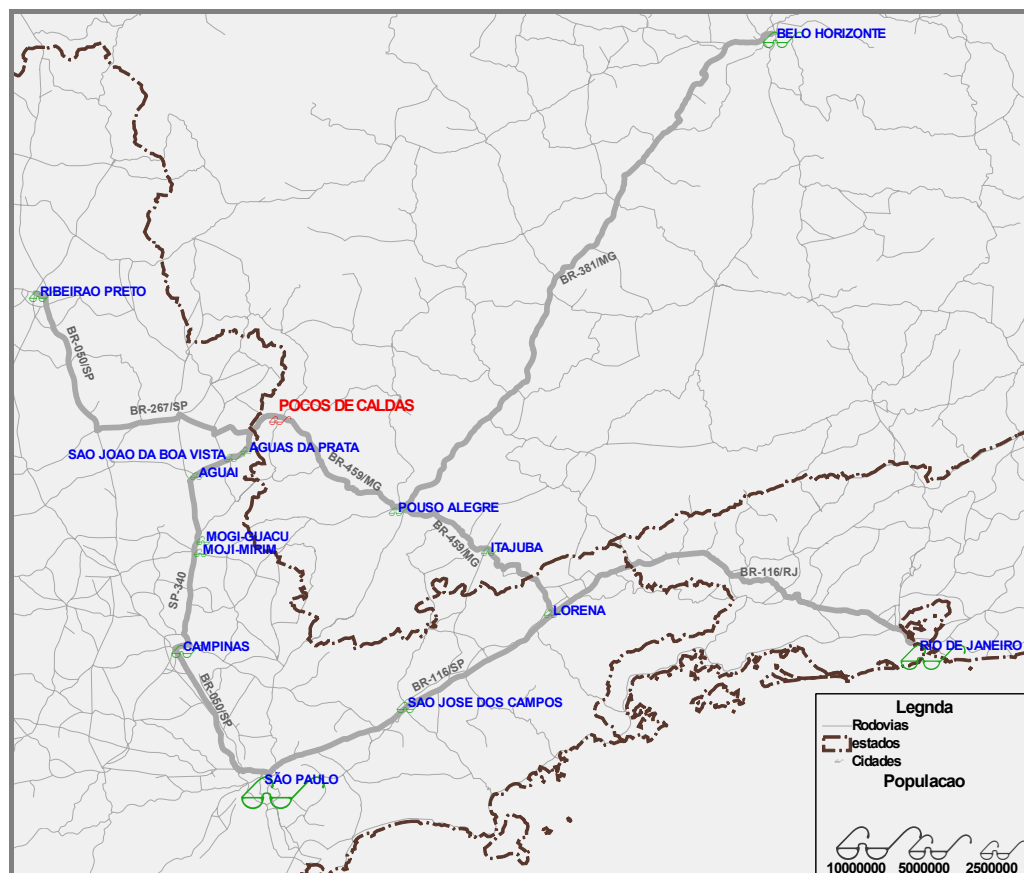 BELO HORIZONTE
BR-381/MG
RIBEIRAO PRETO
BR-050/SP
BR-267/SP
POCOS DE CALDAS
SAO JOAO DA BOA VISTA
AGUAS DA PRATA
AGUAI
BR-459/MG
POUSO ALEGRE
BR-459/MG
MOGI-GUACU
MOJI-MIRIM
ITAJUBA
SP-340
BR-116/RJ
LORENA
CAMPINAS
RIO DE JANEIRO
BR-116/SP
BR-050/SP
SAO JOSE DOS CAMPOS
SÃO PAULO
Legnda
Rodovias
estados
Cidades
Populacao
10000000 5000000 2500000